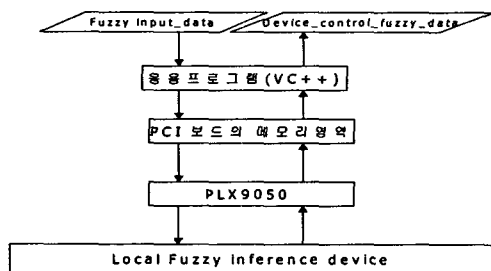 Fuzzy Input_data
Device_control_fuzzy_data
응용프로그램(VC++)
PCI 보드의 메모리영역
PLX9050
Local Fuzzy inference device